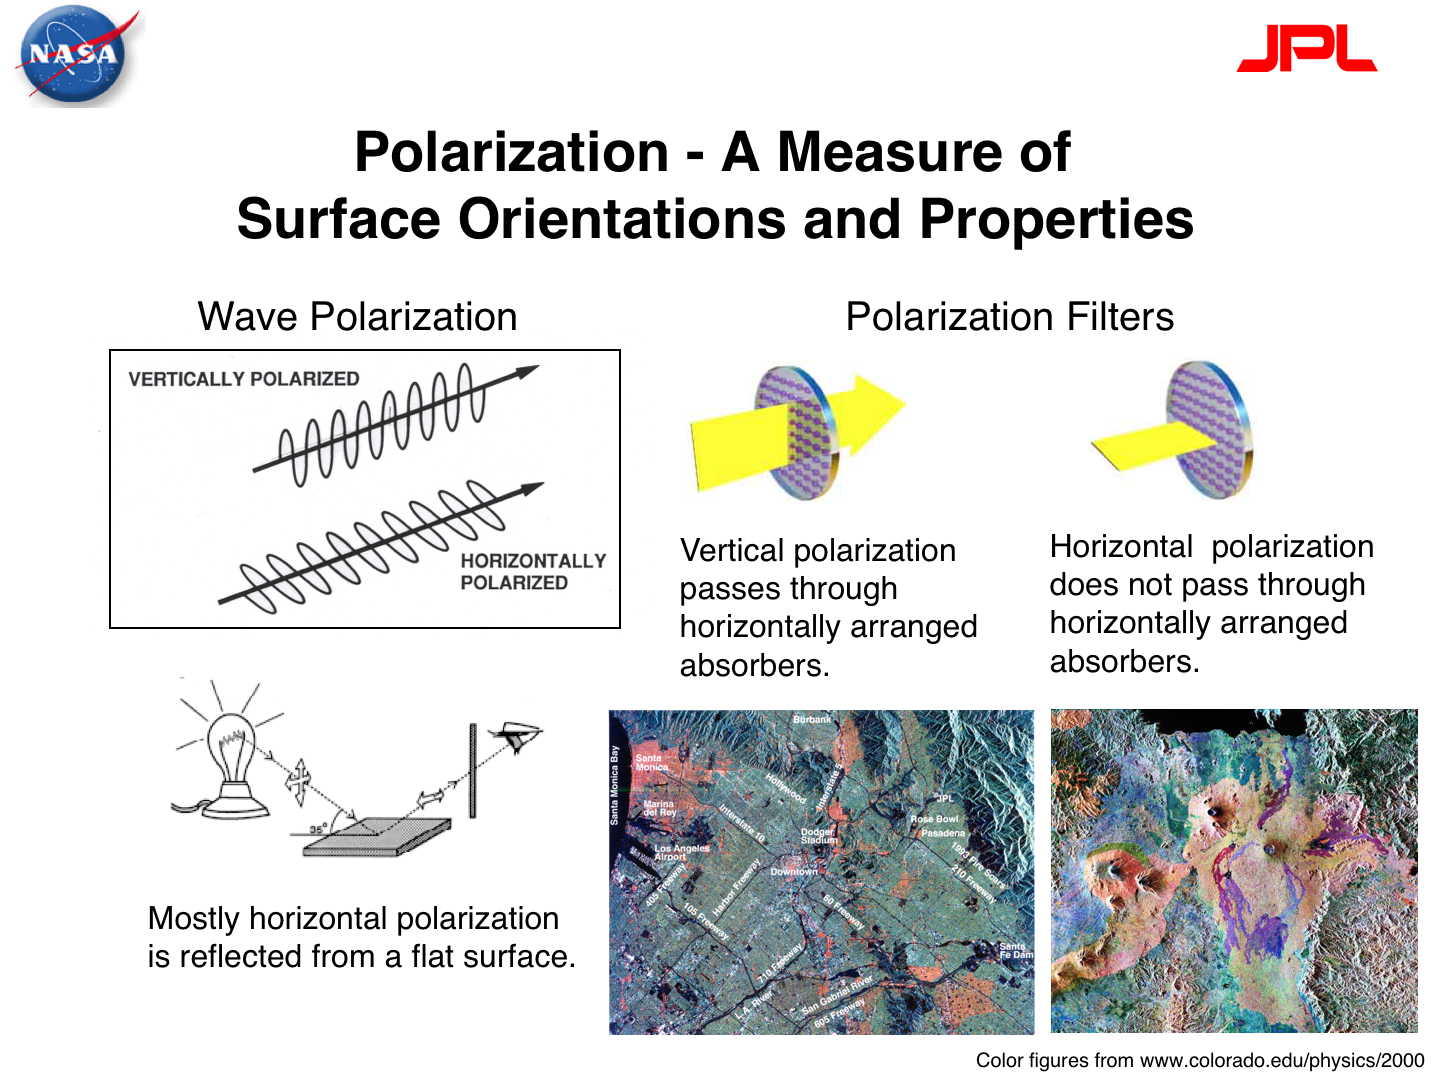 NASA
JPL
Polarization - A Measure of
Surface Orientations and Properties
Wave Polarization
Polarization Filters
VERTICALLY POLARIZED
HORIZONTALLY
POLARIZED
Vertical polarization
passes through
horizontally arranged
absorbers.
Horizontal polarization
does not pass through
horizontally arranged
absorbers.
35°
Mostly horizontal polarization
is reflected from a flat surface.
Burbank
Santa Monica Bay
Santa
Monica
Hollywood
Interstate 5
JPL
Marina
del Rey
Interstate 10
Rose Bowl
Pasadena
Dodger
Stadium
Los Angeles
Airport
1993 Fire Scars
Downtown
210 Freeway
405 Freeway
Harbor Freeway
105 Freeway
60 Freeway
Santa
Fe Dam
710 Freeway
L.A. River
San Gabriel River
605 Freeway
Color figures from www.colorado.edu/physics/2000